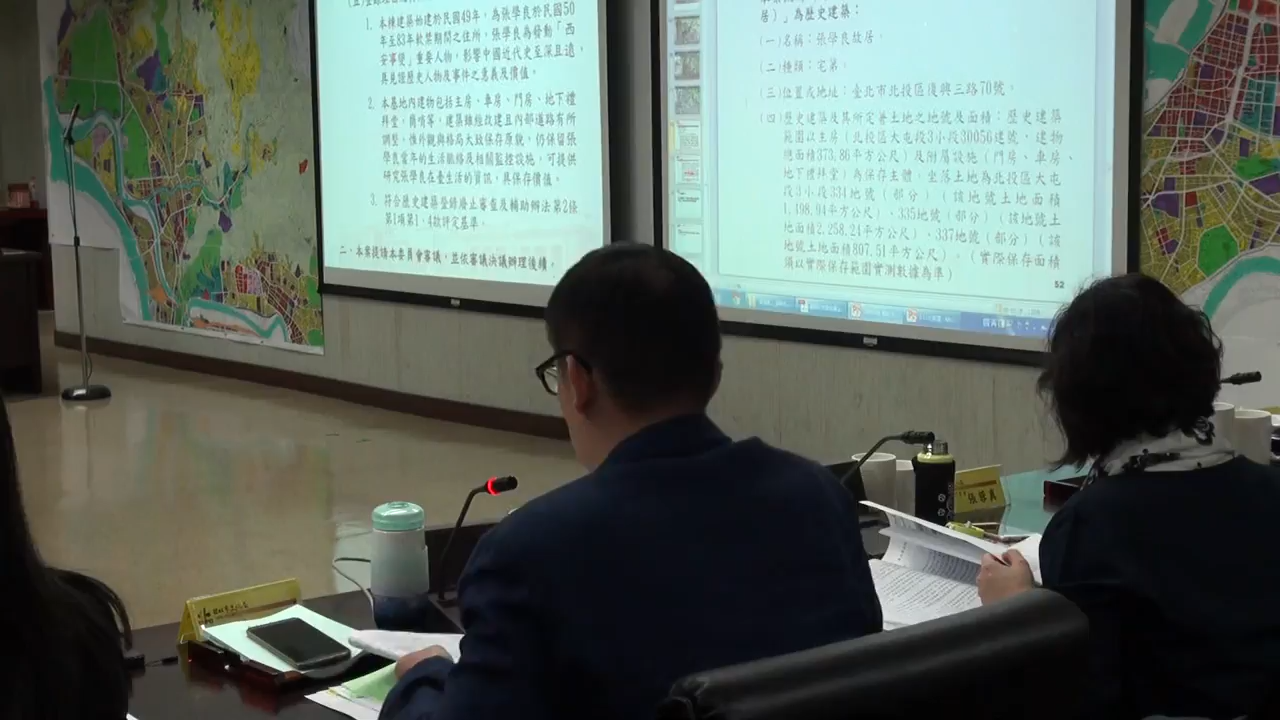 1. 本棟建築始建於民國49年,為張學良於民國50
年至83年軟禁期間之住所,張學良為發動「西
安事變」重要人物,影響中國近代史至深且遠,
具見證歷史人物及事件之意義及價值。
2. 本基地內建物包括主房、車房、門房、地下禮
拜堂、崗哨等,建築雖經改建且內部道路有所
調整,惟外觀與格局大致保存原貌,仍保留張
學良當年的生活脈絡及相關監控設施,可提供
研究張學良在臺生活的資訊,具保存價值。
3. 符合歷史建築登錄廢止審查及輔助辦法第2條
第1項第1、4款評定基準。
二、本案提請本委員會審議,並依審議決議辦理後續。
居」,為歷史建築:
(一)名稱:張學良故居。
(二)種類:宅第。
(三)位置或地址:臺北市北投區復興三路70號。
(四)歷史建築及其所定著土地之地號及面積:歷史建築
範圍以主房(北投區大屯段3小段30056建號、建物
總面積373.86平方公尺)及附屬設施(門房、車房、
地下禮拜堂)為保存主體,坐落土地為北投區大屯
段3小段334地號(部分)(該地號土地面積
1,498.94平方公尺)、335地號(部分)(該地號土
地面積2,258.24平方公尺)、337地號(部分)(該
地號土地面積807.51平方公尺)。(實際保存面積
須以實際保存範圍實測數據為準)
52